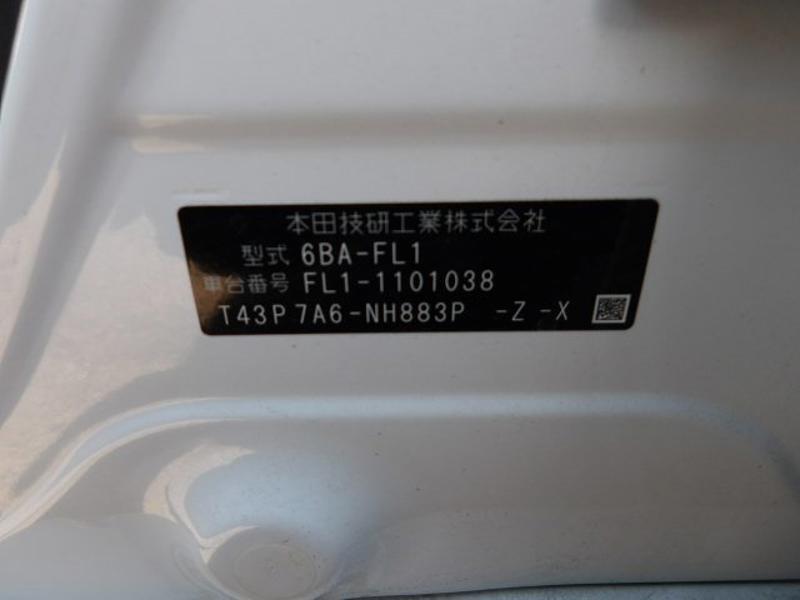 本田技研工業株式会社
型式 6BA-FL1
車台番号 FL1-1101038
T43P 7A6-NH883P -Z -X